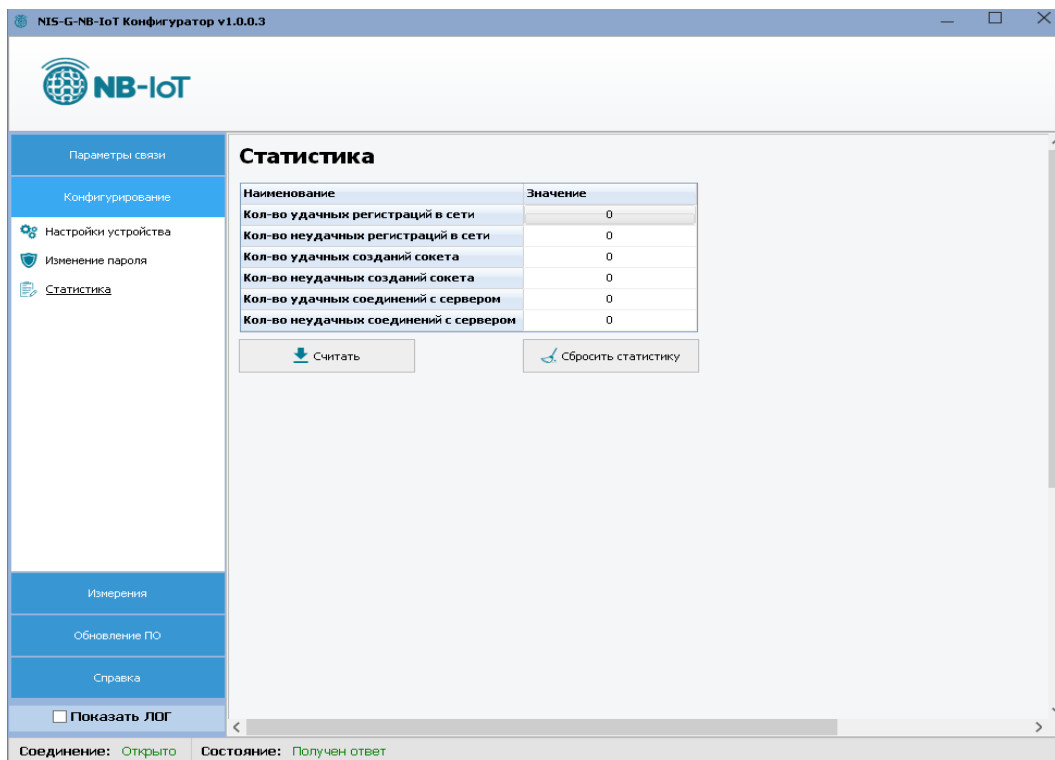 NIS-G-NB-IoT Конфигуратор v1.0.0.3
NB-IoT
Параметры связи
Конфигурирование
Настройки устройства
Изменение пароля
Статистика
Измерения
Обновление ПО
Справка
Показать ЛОГ
Статистика
Наименование Значение
Кол-во удачных регистраций в сети 0
Кол-во неудачных регистраций в сети 0
Кол-во удачных созданий сокета 0
Кол-во неудачных созданий сокета 0
Кол-во удачных соединений с сервером 0
Кол-во неудачных соединений с сервером 0
Считать Сбросить статистику
Соединение: Открыто Состояние: Получен ответ